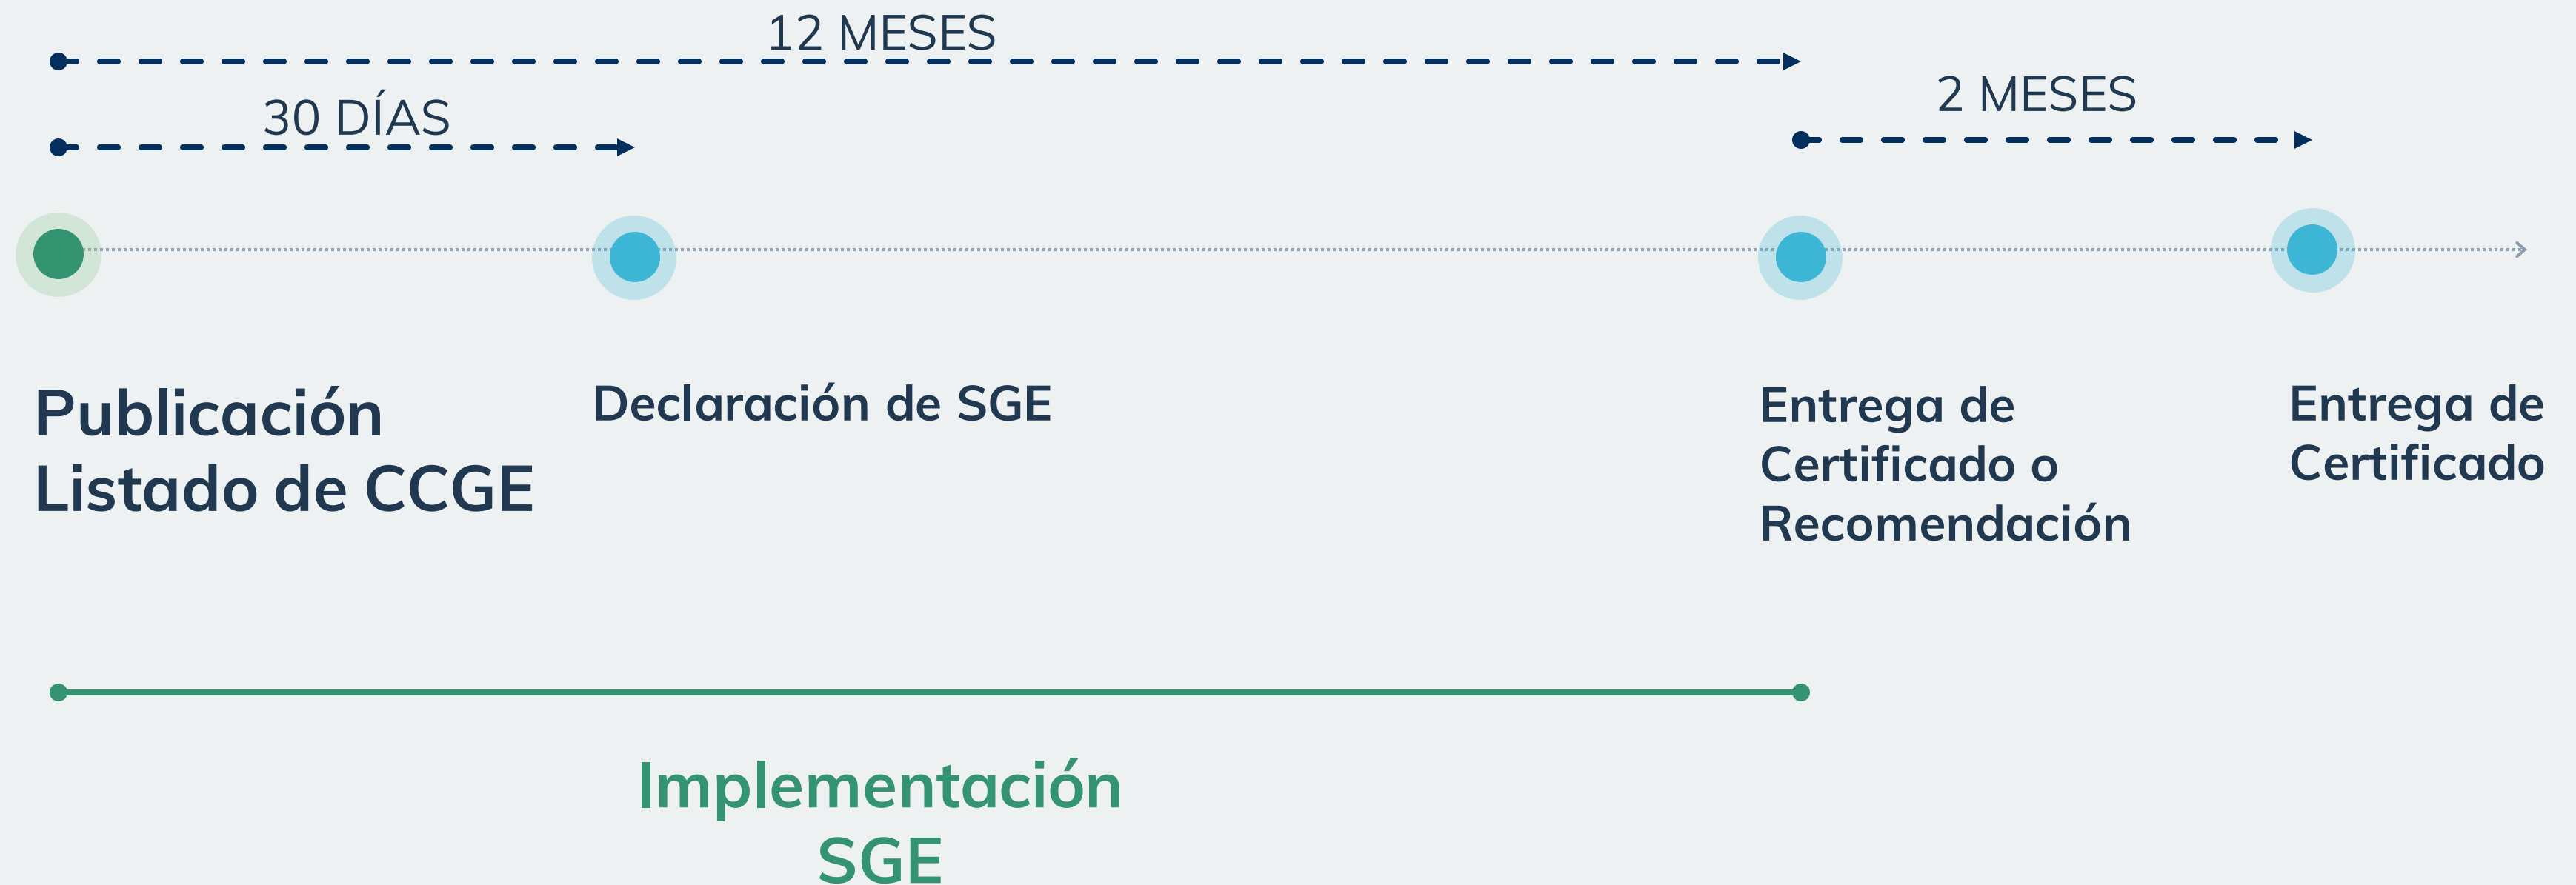 12 MESES
30 DÍAS
2 MESES
Publicación
Listado de CCGE
Declaración de SGE
Entrega de
Certificado o
Recomendación
Entrega de
Certificado
Implementación
SGE